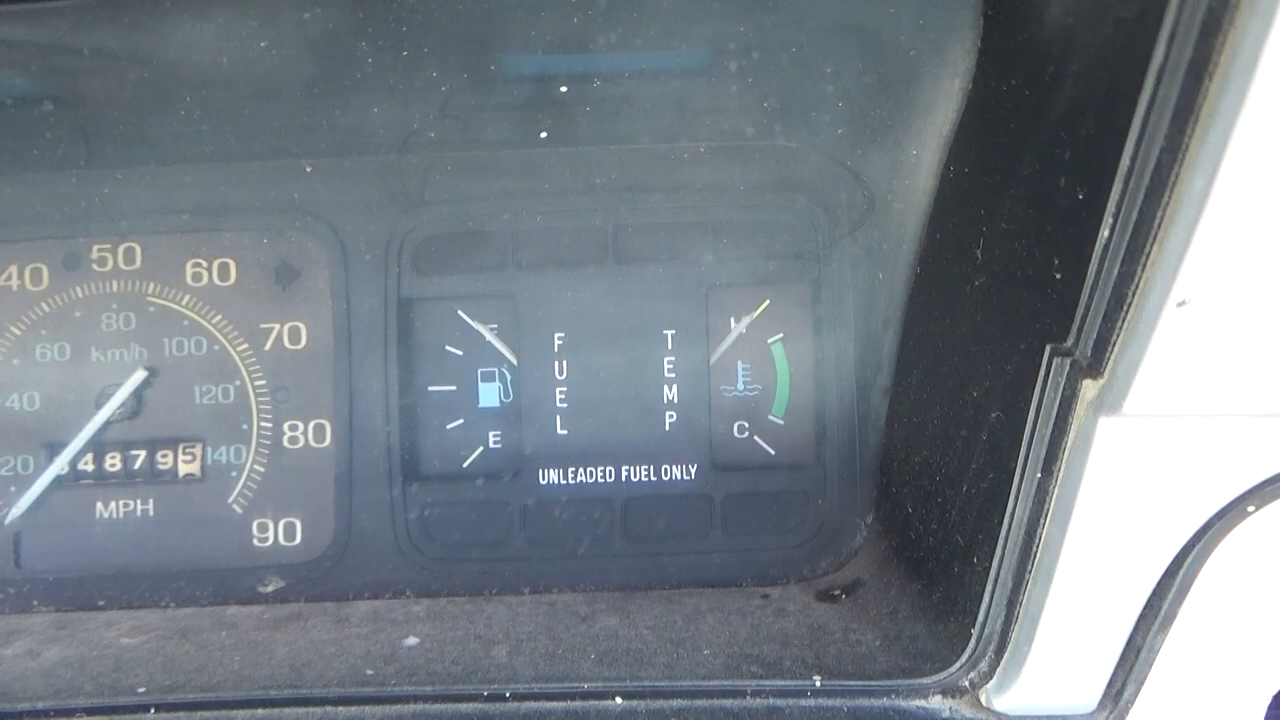 40 50 60
70
80
90
80
60 km/h 100
40 120
20 140
48795
MPH
F
E
FUEL
TEMP
H
C
UNLEADED FUEL ONLY